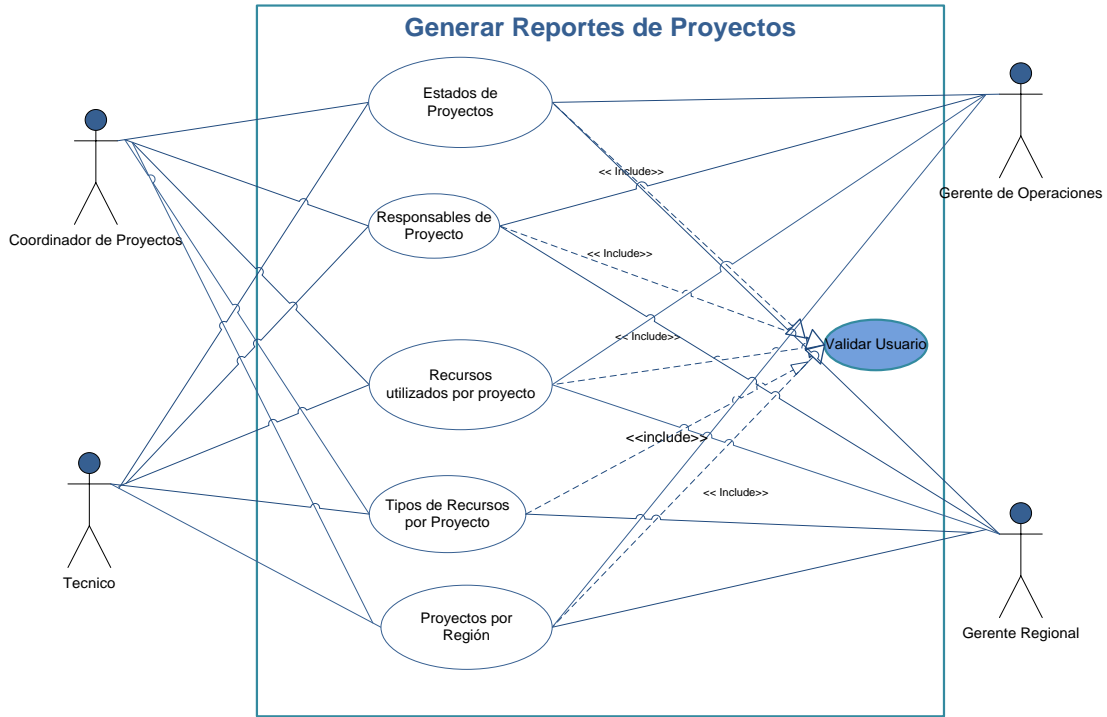 Generar Reportes de Proyectos
Estados de
Proyectos
Coordinador de Proyectos
Gerente de Operaciones
<< Include>>
Responsables de
Proyecto
<< Include>>
<< Include>>
Validar Usuario
Recursos
utilizados por proyecto
<<include>>
Tipos de Recursos
por Proyecto
<< Include>>
Tecnico
Proyectos por
Región
Gerente Regional